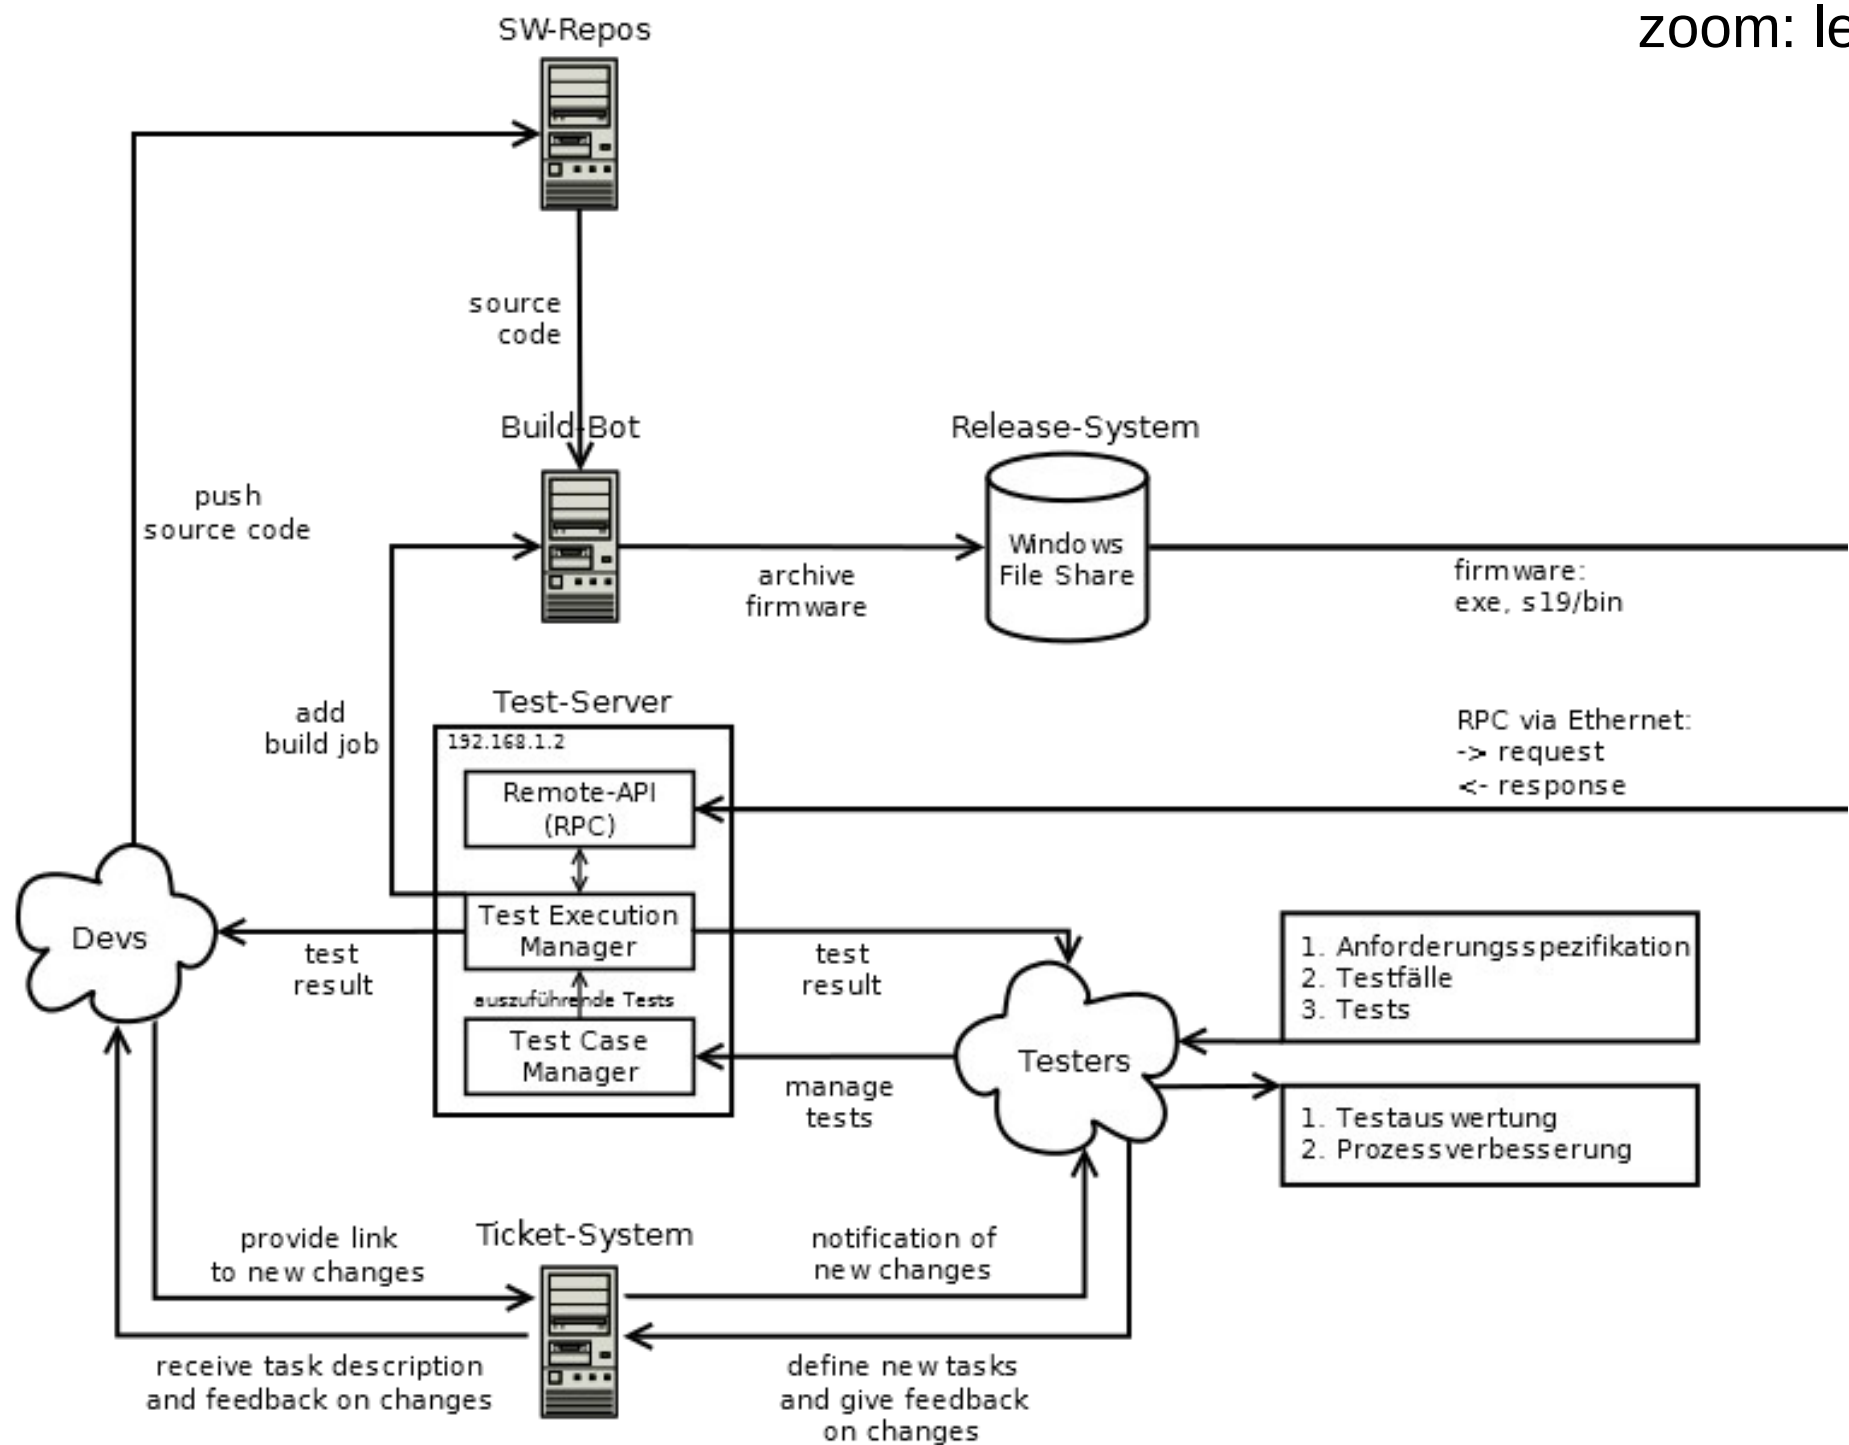 zoom: le
SW-Repos
source
code
Build-Bot
Release-System
push
source code
Windows
File Share
archive
firmware
firmware:
exe, s19/bin
Test-Server
add
build job
192.168.1.2
RPC via Ethernet:
-> request
<- response
Remote-API
(RPC)
Devs
Test Execution
Manager
test
result
test
result
1. Anforderungsspezifikation
2. Testfälle
3. Tests
auszuführende Tests
Test Case
Manager
Testers
manage
tests
1. Testauswertung
2. Prozessverbesserung
provide link
to new changes
Ticket-System
notification of
new changes
receive task description
and feedback on changes
define new tasks
and give feedback
on changes